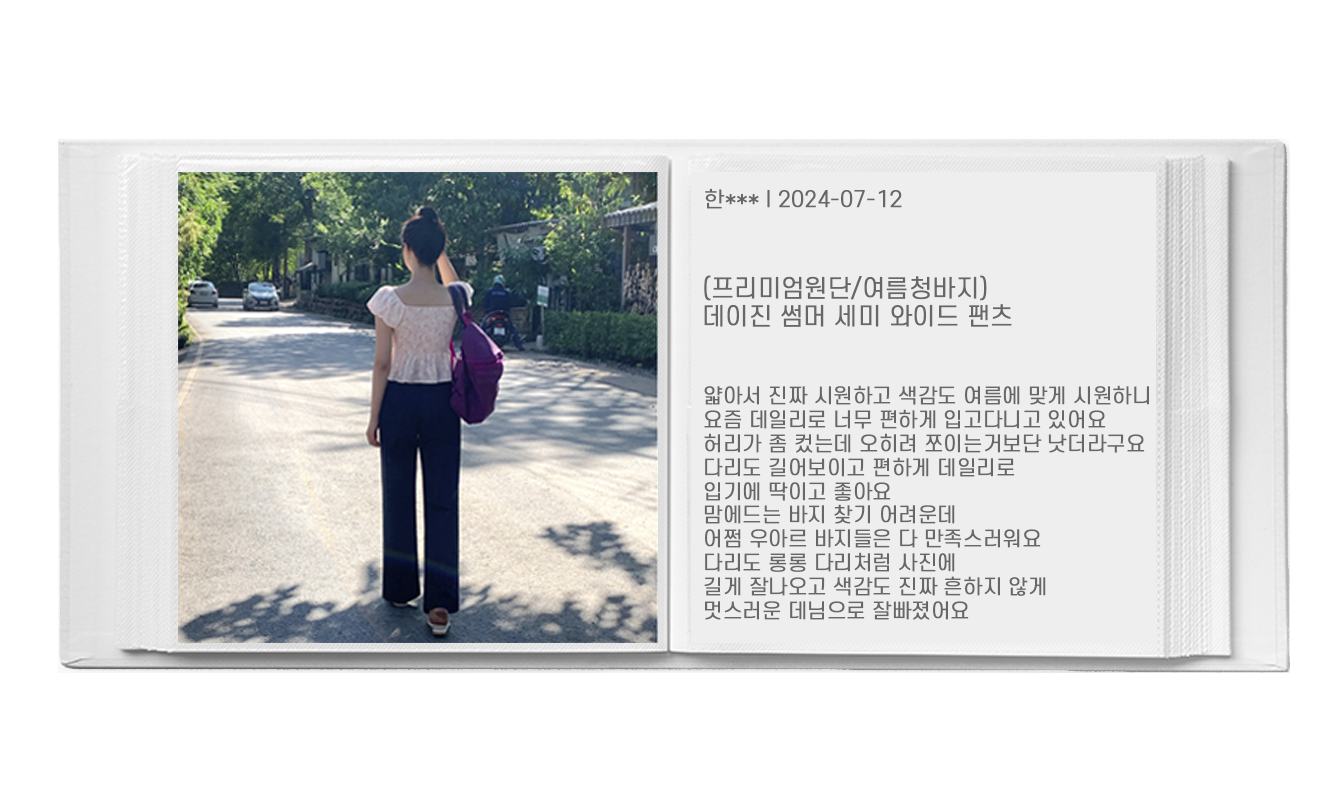 한*** | 2024-07-12
(프리미엄원단/여름청바지)
데이진 썸머 세미 와이드 팬츠
얇아서 진짜 시원하고 색감도 여름에 맞게 시원하니
요즘 데일리로 너무 편하게 입고다니고 있어요
허리가 좀 컸는데 오히려 쪼이는거보단 낫더라구요
다리도 길어보이고 편하게 데일리로
입기에 딱이고 좋아요
맘에드는 바지 찾기 어려운데
어쩜 우아르 바지들은 다 만족스러워요
다리도 롱롱 다리처럼 사진에
길게 잘나오고 색감도 진짜 흔하지 않게
멋스러운 데님으로 잘빠졌어요